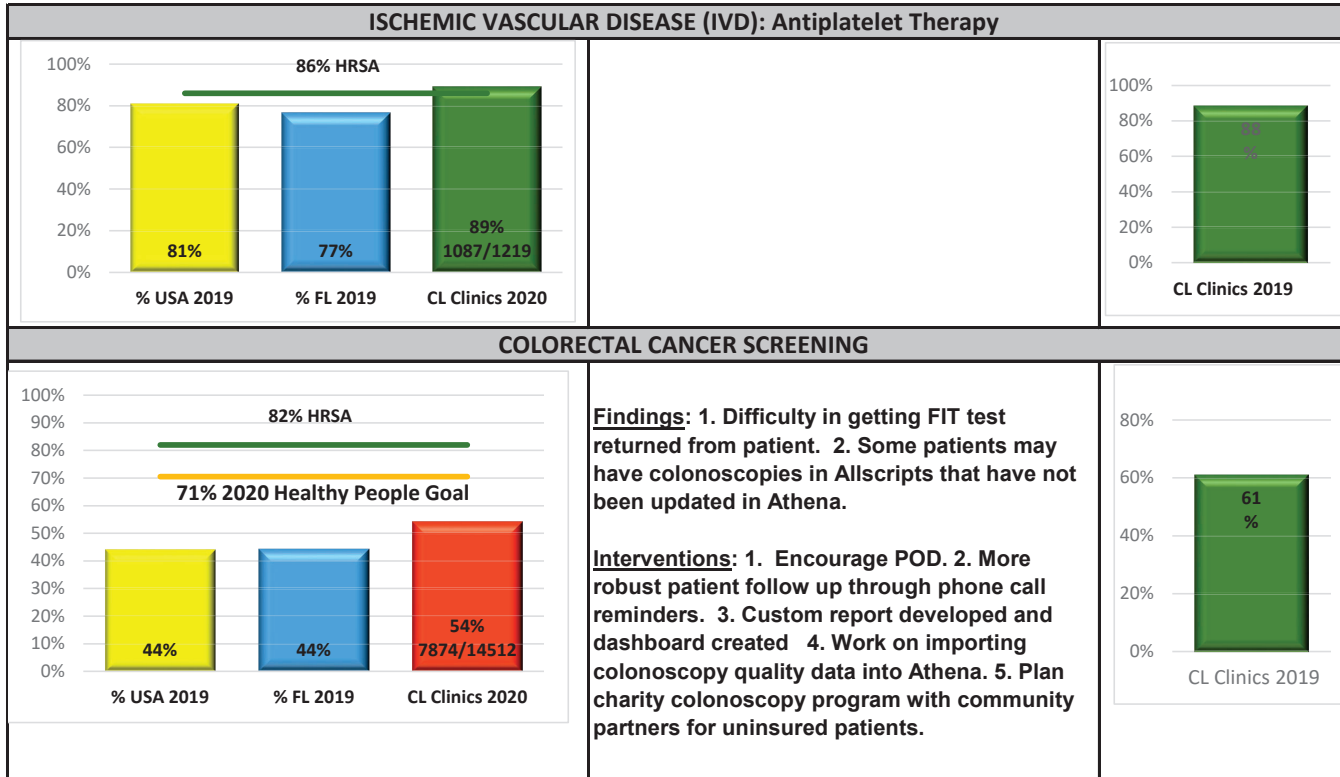 ISCHEMIC VASCULAR DISEASE (IVD): Antiplatelet Therapy
100%
80%
60%
40%
20%
0%
86% HRSA
81%
77%
89%
1087/1219
% USA 2019
% FL 2019
CL Clinics 2020
100%
80%
60%
40%
20%
0%
88
%
CL Clinics 2019
COLORECTAL CANCER SCREENING
100%
90%
80%
70%
60%
50%
40%
30%
20%
10%
0%
82% HRSA
71% 2020 Healthy People Goal
44%
44%
54%
7874/14512
% USA 2019
% FL 2019
CL Clinics 2020
Findings: 1. Difficulty in getting FIT test
returned from patient. 2. Some patients may
have colonoscopies in Allscripts that have not
been updated in Athena.
Interventions: 1. Encourage POD. 2. More
robust patient follow up through phone call
reminders. 3. Custom report developed and
dashboard created 4. Work on importing
colonoscopy quality data into Athena. 5. Plan
charity colonoscopy program with community
partners for uninsured patients.
80%
60%
40%
20%
0%
61
%
CL Clinics 2019